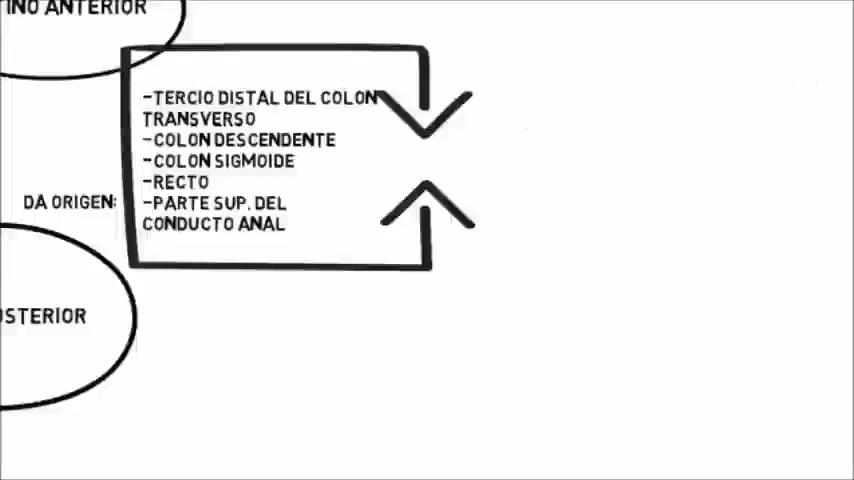 INO ANTERIOR
-TERCIO DISTAL DEL COLON
TRANSVERSO
-COLON DESCENDENTE
-COLON SIGMOIDE
-RECTO
DA ORIGEN:
-PARTE SUP. DEL
CONDUCTO ANAL
OSTERIOR